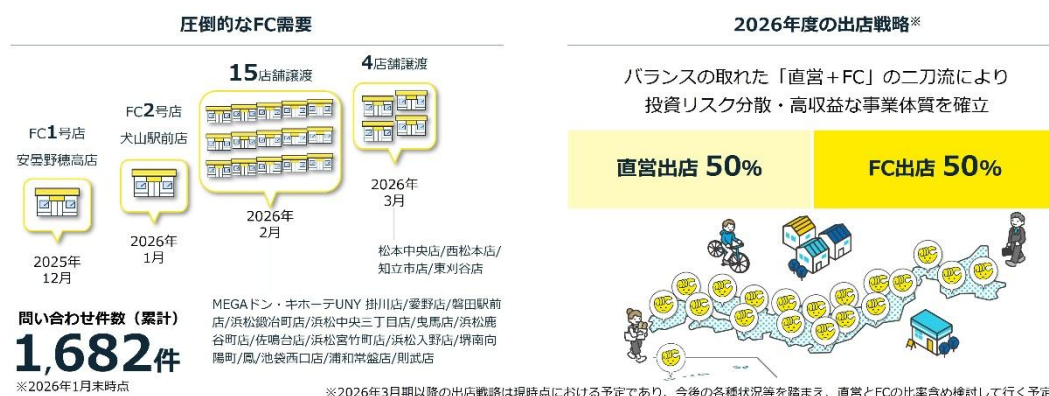 圧倒的なFC需要
FC1号店
安曇野穂高店
2025年
12月
FC2号店
犬山駅前店
2026年
1月
15店舗譲渡
2026年
2月
4店舗譲渡
2026年
3月
松本中央店/西松本店/
知立市店/東刈谷店
MEGAドン・キホーテUNY 掛川店/愛野店/磐田駅前
店/浜松鍛冶町店/浜松中央三丁目店/曳馬店/浜松鹿
谷町店/佐鳴台店/浜松宮竹町店/浜松入野店/堺南向
陽町/鳳/池袋西口店/浦和常盤店/則武店
問い合わせ件数（累計）
1,682件
※2026年1月末時点
2026年度の出店戦略※
バランスの取れた「直営＋FC」の二刀流により
投資リスク分散・高収益な事業体質を確立
直営出店 50%
FC出店 50%
※2026年3月期以降の出店戦略は現時点における予定であり、今後の各種状況等を踏まえ、直営とFCの比率含め検討して行く予定